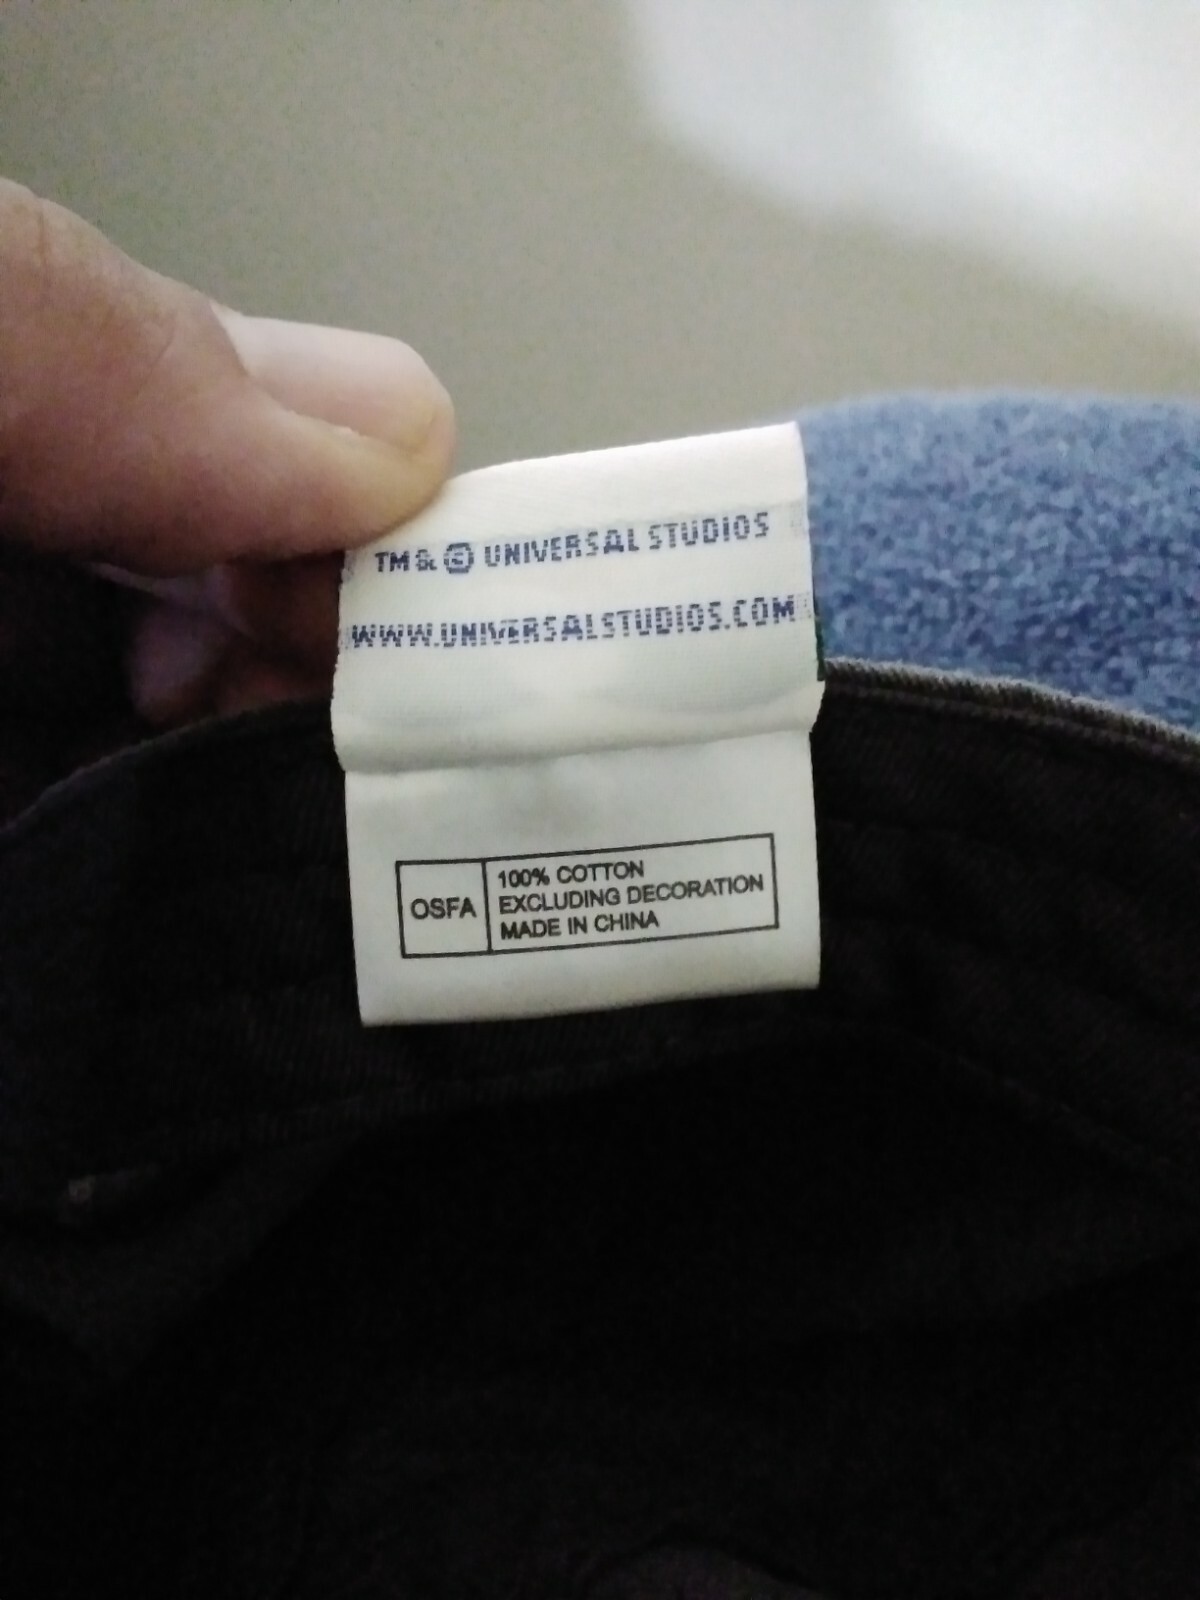 TM & © UNIVERSAL STUDIOS
WWW.UNIVERSALSTUDIOS.COM
OSFA
100% COTTON
EXCLUDING DECORATION
MADE IN CHINA